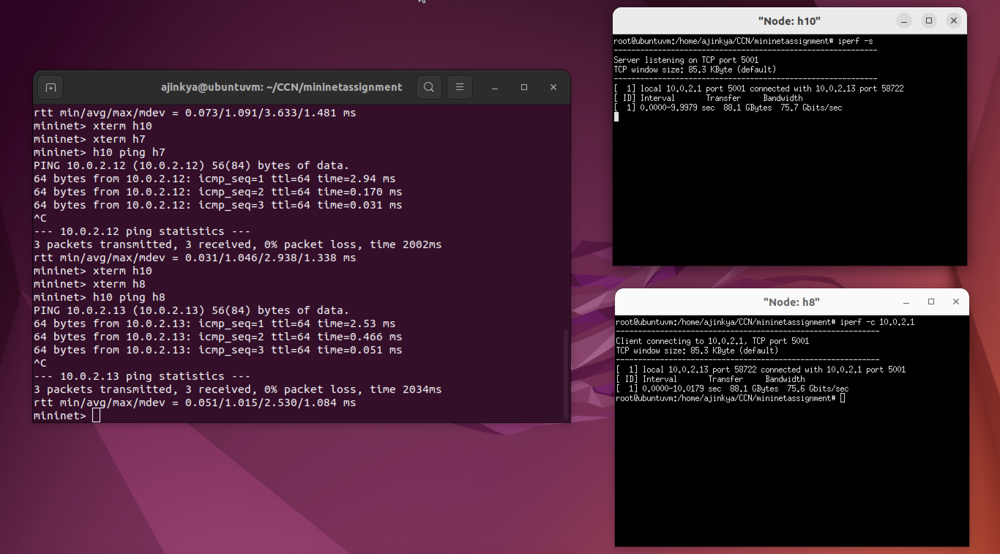 ajinkya@ubuntuvm: ~/CCN/mininetassignment
rtt min/avg/max/mdev = 0.073/1.091/3.633/1.481 ms
mininet> xterm h10
mininet> xterm h7
mininet> h10 ping h7
PING 10.0.2.12 (10.0.2.12) 56(84) bytes of data.
64 bytes from 10.0.2.12: icmp_seq=1 ttl=64 time=2.94 ms
64 bytes from 10.0.2.12: icmp_seq=2 ttl=64 time=0.170 ms
64 bytes from 10.0.2.12: icmp_seq=3 ttl=64 time=0.031 ms
^C
--- 10.0.2.12 ping statistics ---
3 packets transmitted, 3 received, 0% packet loss, time 2002ms
rtt min/avg/max/mdev = 0.031/1.046/2.938/1.338 ms
mininet> xterm h10
mininet> xterm h8
mininet> h10 ping h8
PING 10.0.2.13 (10.0.2.13) 56(84) bytes of data.
64 bytes from 10.0.2.13: icmp_seq=1 ttl=64 time=2.53 ms
64 bytes from 10.0.2.13: icmp_seq=2 ttl=64 time=0.466 ms
64 bytes from 10.0.2.13: icmp_seq=3 ttl=64 time=0.051 ms
^C
--- 10.0.2.13 ping statistics ---
3 packets transmitted, 3 received, 0% packet loss, time 2034ms
rtt min/avg/max/mdev = 0.051/1.015/2.530/1.084 ms
mininet>
"Node: h10"
root@ubuntuvm:/home/ajinkya/CCN/mininetassignment# iperf -s
------------------------------------------------------------
Server listening on TCP port 5001
TCP window size: 85.3 KByte (default)
------------------------------------------------------------
[  1] local 10.0.2.1 port 5001 connected with 10.0.2.13 port 58722
[ ID] Interval       Transfer     Bandwidth
[  1] 0.0000-9.9979 sec  88.1 GBytes  75.7 Gbits/sec
"Node: h8"
root@ubuntuvm:/home/ajinkya/CCN/mininetassignment# iperf -c 10.0.2.1
------------------------------------------------------------
Client connecting to 10.0.2.1, TCP port 5001
TCP window size: 85.3 KByte (default)
------------------------------------------------------------
[  1] local 10.0.2.13 port 58722 connected with 10.0.2.1 port 5001
[ ID] Interval       Transfer     Bandwidth
[  1] 0.0000-10.0179 sec  88.1 GBytes  75.6 Gbits/sec
root@ubuntuvm:/home/ajinkya/CCN/mininetassignment#